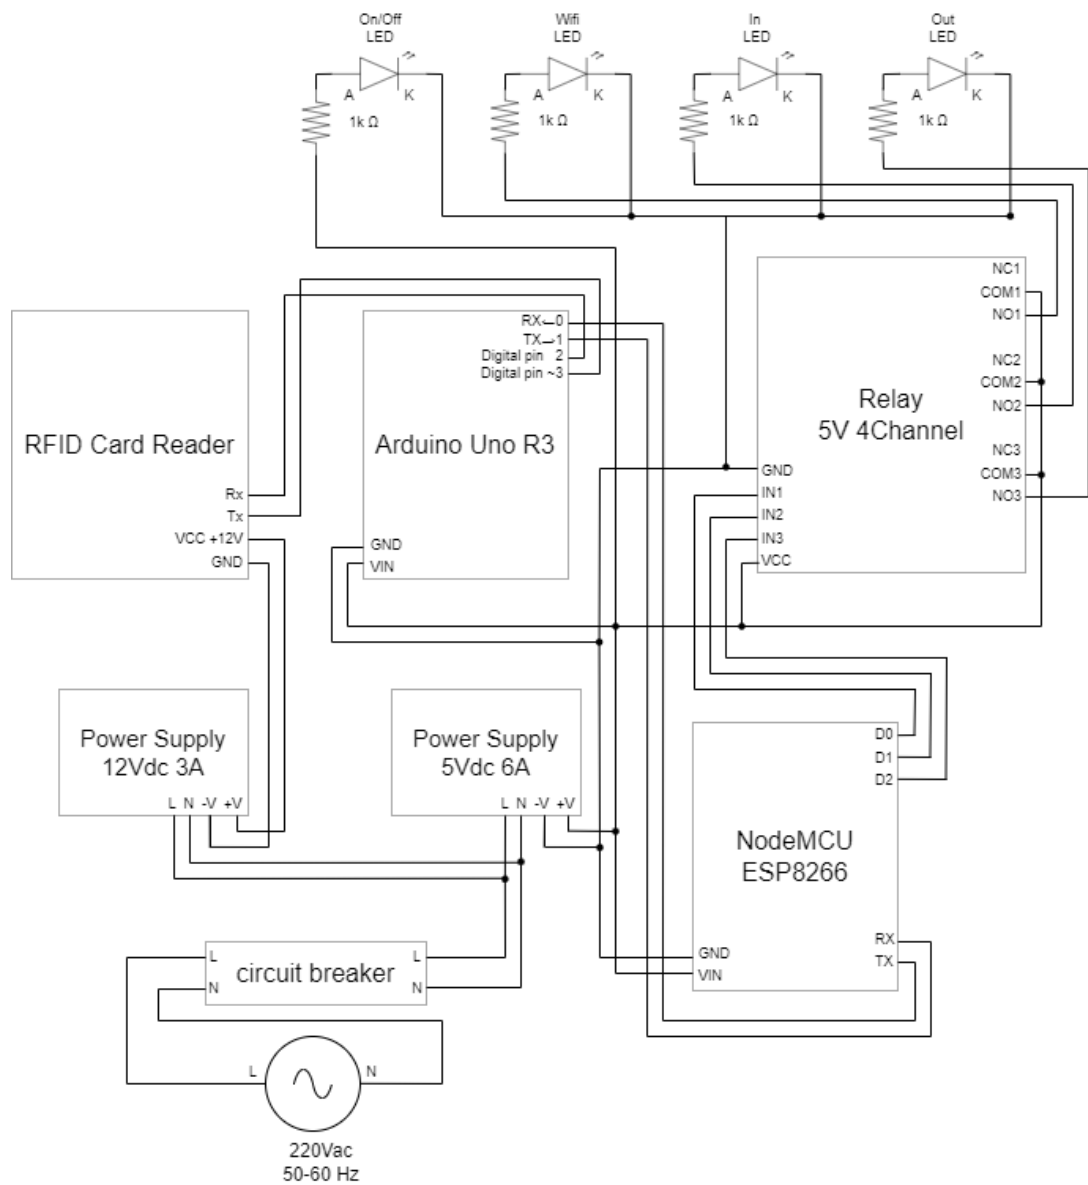 On/Off
LED
Wifi
LED
In
LED
Out
LED
A
K
A
K
A
K
A
K
1k Ω
1k Ω
1k Ω
1k Ω
NC1
COM1
NO1
NC2
COM2
NO2
NC3
COM3
NO3
Relay
5V 4Channel
GND
IN1
IN2
IN3
VCC
RX 0
TX 1
Digital pin 2
Digital pin ~3
Arduino Uno R3
GND
VIN
RFID Card Reader
Rx
Tx
VCC +12V
GND
Power Supply
12Vdc 3A
L N -V +V
Power Supply
5Vdc 6A
L N -V +V
D0
D1
D2
NodeMCU
ESP8266
RX
TX
GND
VIN
L
N
circuit breaker
L
N
L
N
220Vac
50-60 Hz